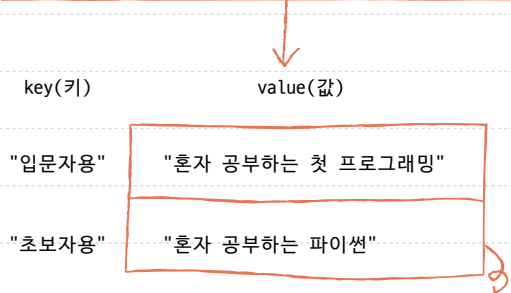 key(키) value(값)
"입문자용" "혼자 공부하는 첫 프로그래밍"
"초보자용" "혼자 공부하는 파이썬"